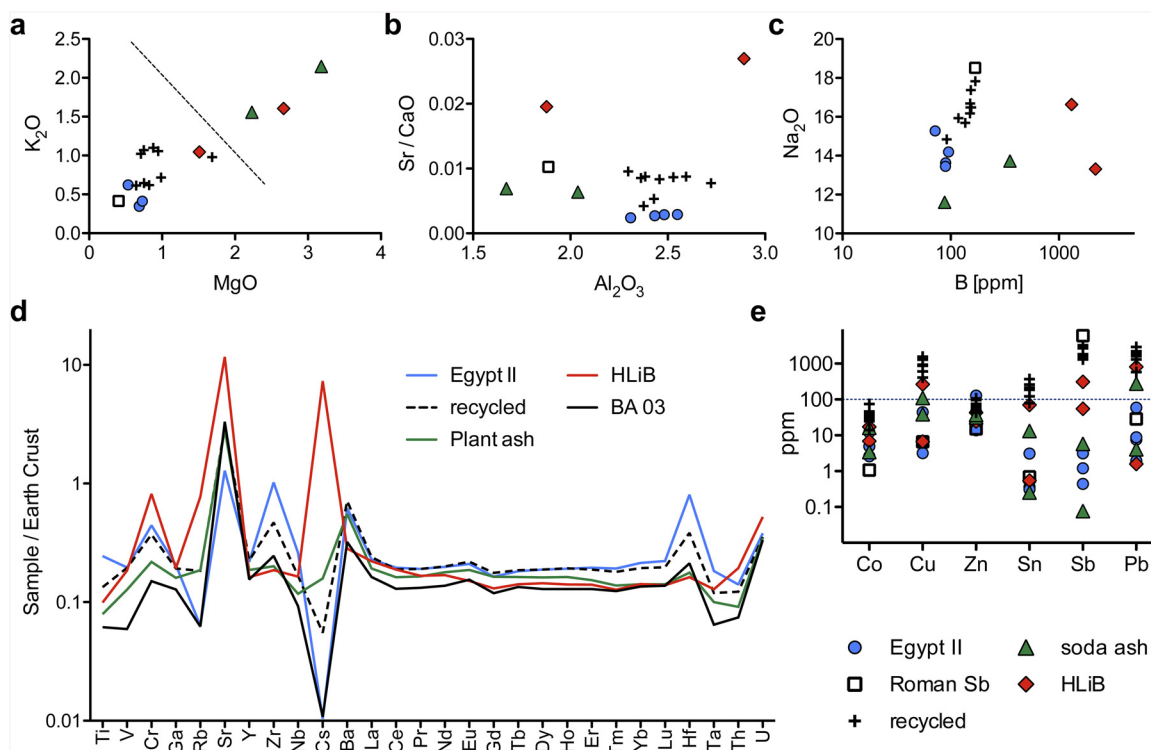 a
2.5
2.0
1.5
1.0
0.5
0.0
K2O
0 1 2 3 4
MgO
b
0.03
0.02
0.01
0.00
Sr / CaO
1.5 2.0 2.5 3.0
Al2O3
c
20
18
16
14
12
10
Na2O
10 100 1000
B [ppm]
d
10
1
0.1
0.01
Sample / Earth Crust
Egypt II
recycled
Plant ash
HLiB
BA 03
Ti V Cr Ga Rb Sr Y Zr Nb Cs Ba La Ce Pr Nd Eu Gd Tb Dy Ho Er Tm Yb Lu Hf Ta Th U
e
1000
100
10
1
0.1
ppm
Co Cu Zn Sn Sb Pb
Egypt II
Roman Sb
recycled
soda ash
HLiB